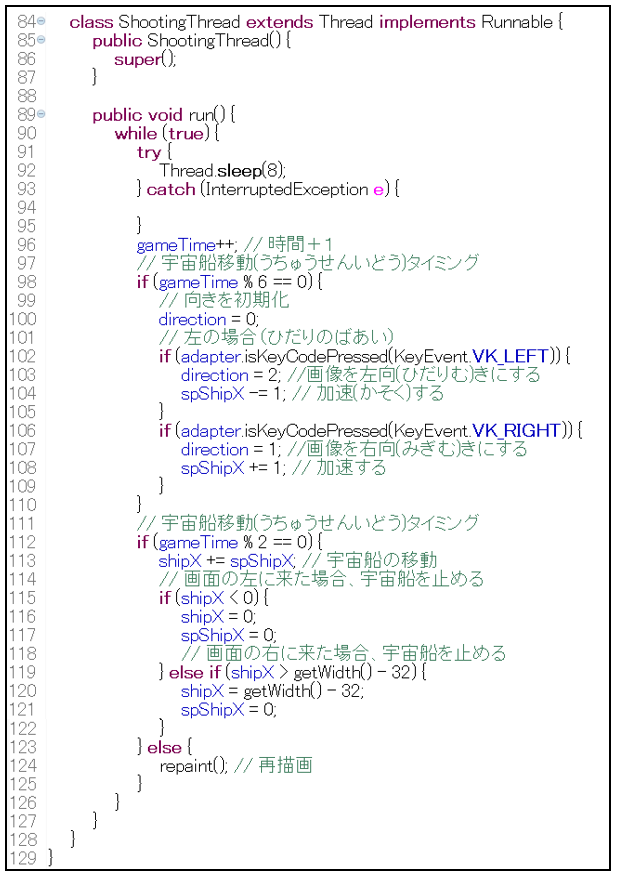 84 class ShootingThread extends Thread implements Runnable {
85 public ShootingThread() {
86 super();
87 }
88
89 public void run() {
90 while (true) {
91 try {
92 Thread.sleep(8);
93 } catch (InterruptedException e) {
94
95 }
96 gameTime++; // 時間＋1
97 // 宇宙船移動(うちゅうせんいどう)タイミング
98 if (gameTime % 6 == 0) {
99 // 向きを初期化
100 direction = 0;
101 // 左の場合（ひだりのばあい）
102 if (adapter.isKeyCodePressed(KeyEvent.VK_LEFT)) {
103 direction = 2; //画像を左向(ひだりむ)きにする
104 spShipX -= 1; // 加速(かそく)する
105 }
106 if (adapter.isKeyCodePressed(KeyEvent.VK_RIGHT)) {
107 direction = 1; //画像を右向(みぎむ)きにする
108 spShipX += 1; // 加速する
109 }
110 }
111 // 宇宙船移動(うちゅうせんいどう)タイミング
112 if (gameTime % 2 == 0) {
113 shipX += spShipX; // 宇宙船の移動
114 // 画面の左に来た場合、宇宙船を止める
115 if (shipX < 0) {
116 shipX = 0;
117 spShipX = 0;
118 // 画面の右に来た場合、宇宙船を止める
119 } else if (shipX > getWidth() - 32) {
120 shipX = getWidth() - 32;
121 spShipX = 0;
122 }
123 } else {
124 repaint(); // 再描画
125 }
126 }
127 }
128 }
129 }